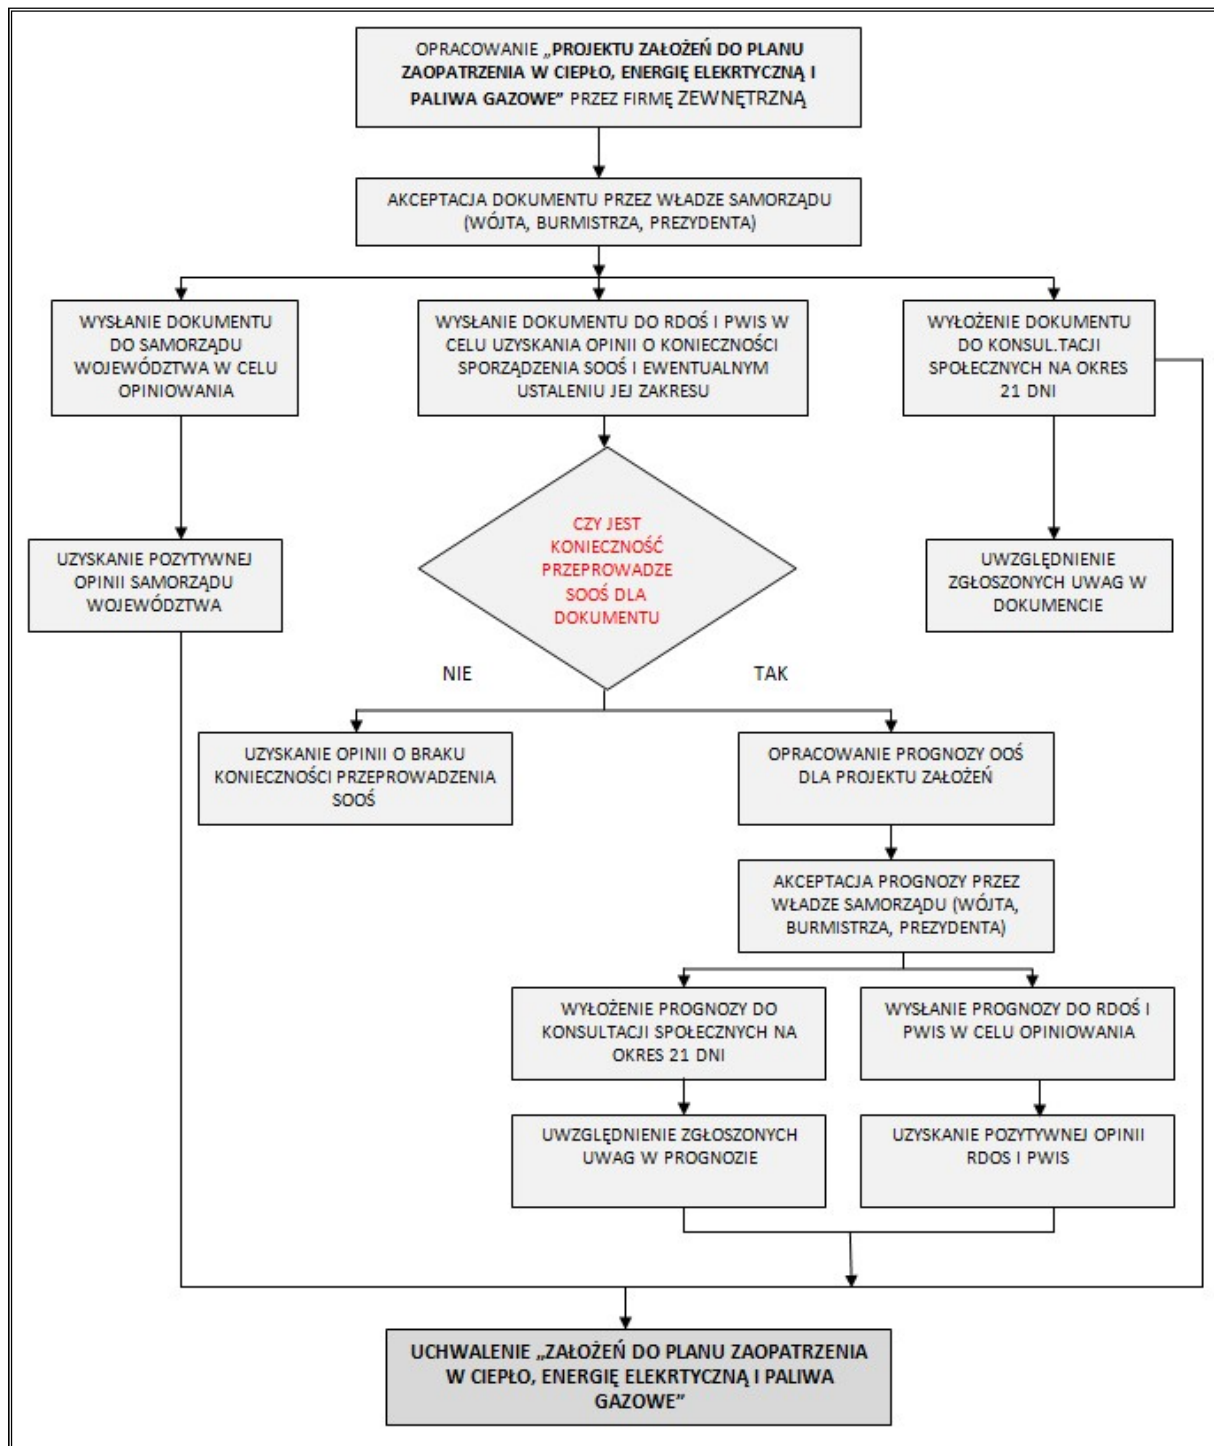 OPRACOWANIE „PROJEKTU ZAŁOŻEŃ DO PLANU
ZAOPATRZENIA W CIEPŁO, ENERGIĘ ELEKRTYCZNĄ I
PALIWA GAZOWE” PRZEZ FIRMĘ ZEWNĘTRZNĄ
AKCEPTACJA DOKUMENTU PRZEZ WŁADZE SAMORZĄDU
(WÓJTA, BURMISTRZA, PREZYDENTA)
WYSŁANIE DOKUMENTU
DO SAMORZĄDU
WOJEWÓDZTWA W CELU
OPINIOWANIA
WYSŁANIE DOKUMENTU DO RDOŚ I PWIS W
CELU UZYSKANIA OPINII O KONIECZNOŚCI
SPORZĄDZENIA SOOŚ I EWENTUALNYM
USTALENIU JEJ ZAKRESU
WYŁOŻENIE DOKUMENTU
DO KONSUL.TACJI
SPOŁECZNYCH NA OKRES
21 DNI
UZYSKANIE POZYTYWNEJ
OPINII SAMORZĄDU
WOJEWÓDZTWA
CZY JEST
KONIECZNOŚĆ
PRZEPROWADZE
SOOŚ DLA
DOKUMENTU
UWZGLĘDNIENIE
ZGŁOSZONYCH UWAG W
DOKUMENCIE
NIE
TAK
UZYSKANIE OPINII O BRAKU
KONIECZNOŚCI PRZEPROWADZENIA
SOOŚ
OPRACOWANIE PROGNOZY OOŚ
DLA PROJEKTU ZAŁOŻEŃ
AKCEPTACJA PROGNOZY PRZEZ
WŁADZE SAMORZĄDU (WÓJTA,
BURMISTRZA, PREZYDENTA)
WYŁOŻENIE PROGNOZY DO
KONSULTACJI SPOŁECZNYCH NA
OKRES 21 DNI
WYSŁANIE PROGNOZY DO RDOŚ I
PWIS W CELU OPINIOWANIA
UWZGLĘDNIENIE ZGŁOSZONYCH
UWAG W PROGNOZIE
UZYSKANIE POZYTYWNEJ OPINII
RDOS I PWIS
UCHWALENIE „ZAŁOŻEŃ DO PLANU ZAOPATRZENIA
W CIEPŁO, ENERGIĘ ELEKRTYCZNĄ I PALIWA
GAZOWE”